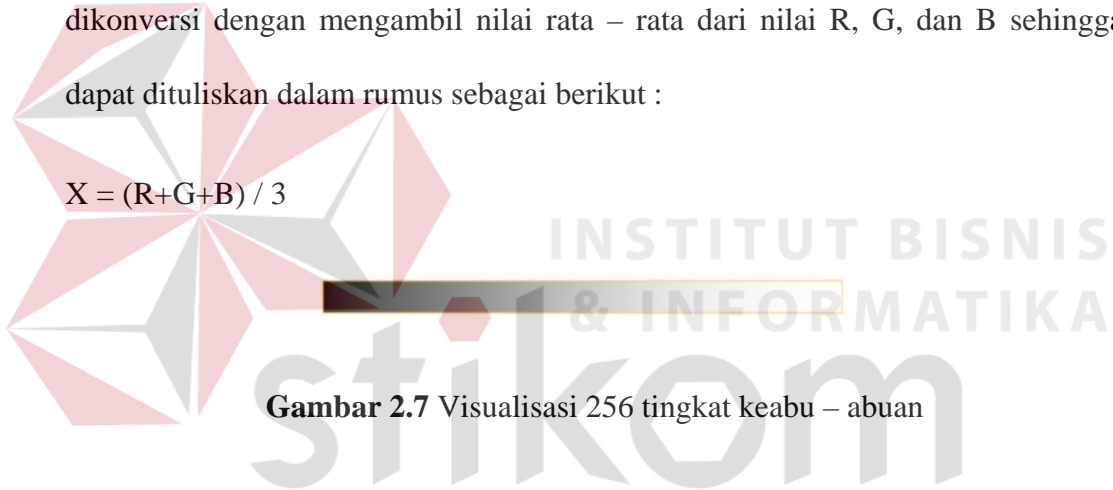 dikonversi dengan mengambil nilai rata – rata dari nilai R, G, dan B sehingga
dapat dituliskan dalam rumus sebagai berikut :
X = (R+G+B) / 3
INSTITUT BISNIS
& INFORMATIKA
stikom
Gambar 2.7 Visualisasi 256 tingkat keabu – abuan